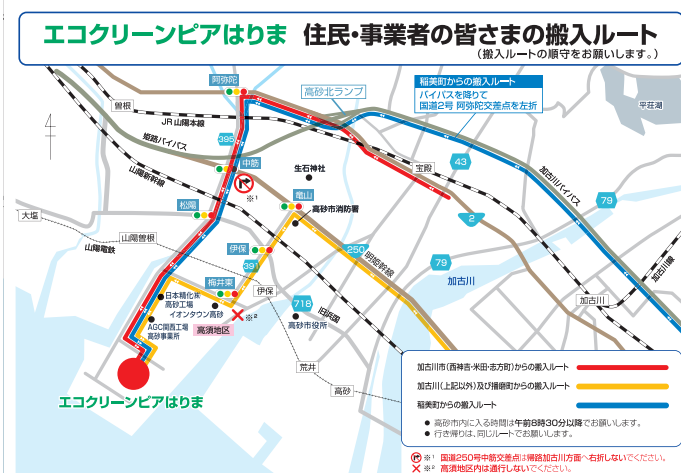 エコクリーンピアはりま 住民・事業者の皆さまの搬入ルート
(搬入ルートの順守をお願いします。)
阿弥陀
高砂北ランプ
稲美町からの搬入ルート
バイパスを降りて
国道2号 阿弥陀交差点を左折
平荘湖
曽根
JR山陽本線
姫路バイパス
395
中筋
生石神社
宝殿
43
加古川バイパス
79
山陽新幹線
※1
竜山
高砂市消防署
2
大塩
松陽
山陽曽根
山陽電鉄
伊保
250
明姫幹線
79
加古川
加古川線
391
梅井東
伊保
718
旧浜国
加古川
日本精化㈱
高砂工場
イオンタウン高砂
※2
高須地区
高砂市役所
AGC関西工場
高砂事業所
荒井
高砂
エコクリーンピアはりま
加古川市(西神吉・米田・志方町)からの搬入ルート
加古川(上記以外)及び播磨町からの搬入ルート
稲美町からの搬入ルート
● 高砂市内に入る時間は午前8時30分以降でお願いします。
● 行き帰りは、同じルートでお願いします。
※1 国道250号中筋交差点は帰路加古川方面へ右折しないでください。
※2 高須地区内は通行しないでください。